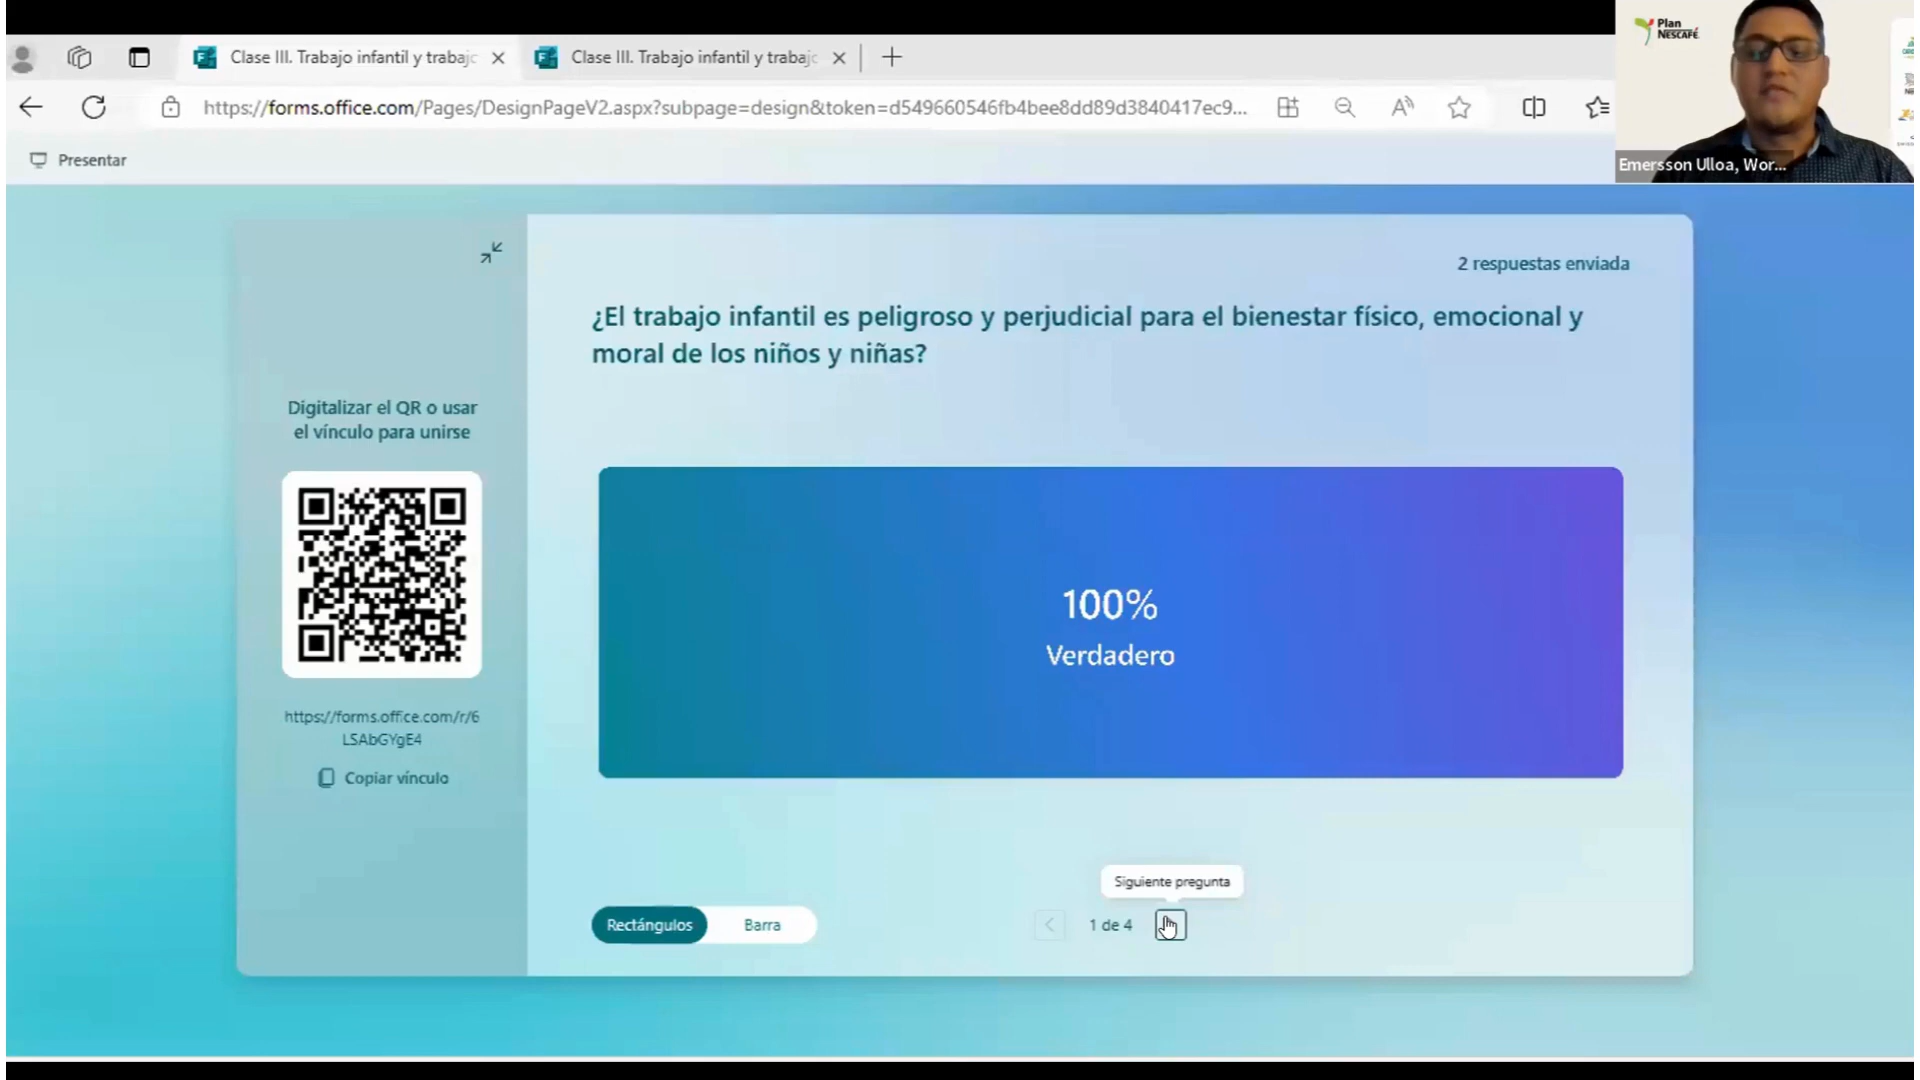 Plan
NESCAFÉ
Clase III. Trabajo infantil y trabajo
Clase III. Trabajo infantil y trabajo
https://forms.office.com/Pages/DesignPageV2.aspx?subpage=design&token=d549660546fb4bee8dd89d3840417ec9...
Emersson Ulloa, Wor...
Presentar
2 respuestas enviada
¿El trabajo infantil es peligroso y perjudicial para el bienestar físico, emocional y
moral de los niños y niñas?
Digitalizar el QR o usar
el vínculo para unirse
https://forms.office.com/r/6
LSAbGYgE4
Copiar vínculo
100%
Verdadero
Siguiente pregunta
Rectángulos
Barra
1 de 4